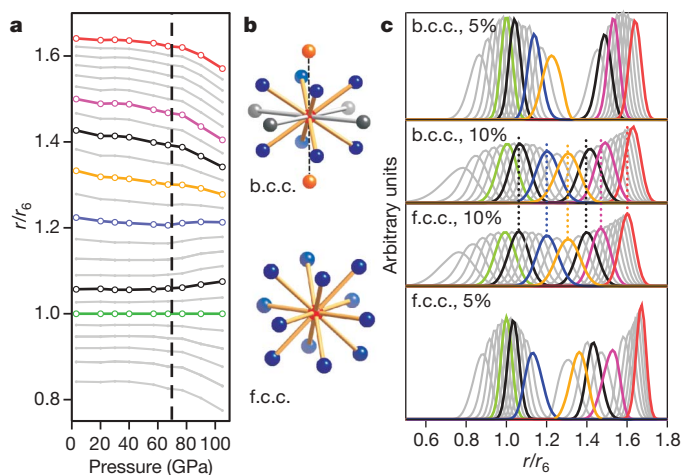 a
r/r6
1.6
1.4
1.2
1.0
0.8
0 20 40 60 80 100
Pressure (GPa)
b
b.c.c.
f.c.c.
c
Arbitrary units
b.c.c., 5%
b.c.c., 10%
f.c.c., 10%
f.c.c., 5%
0.6 0.8 1.0 1.2 1.4 1.6 1.8
r/r6